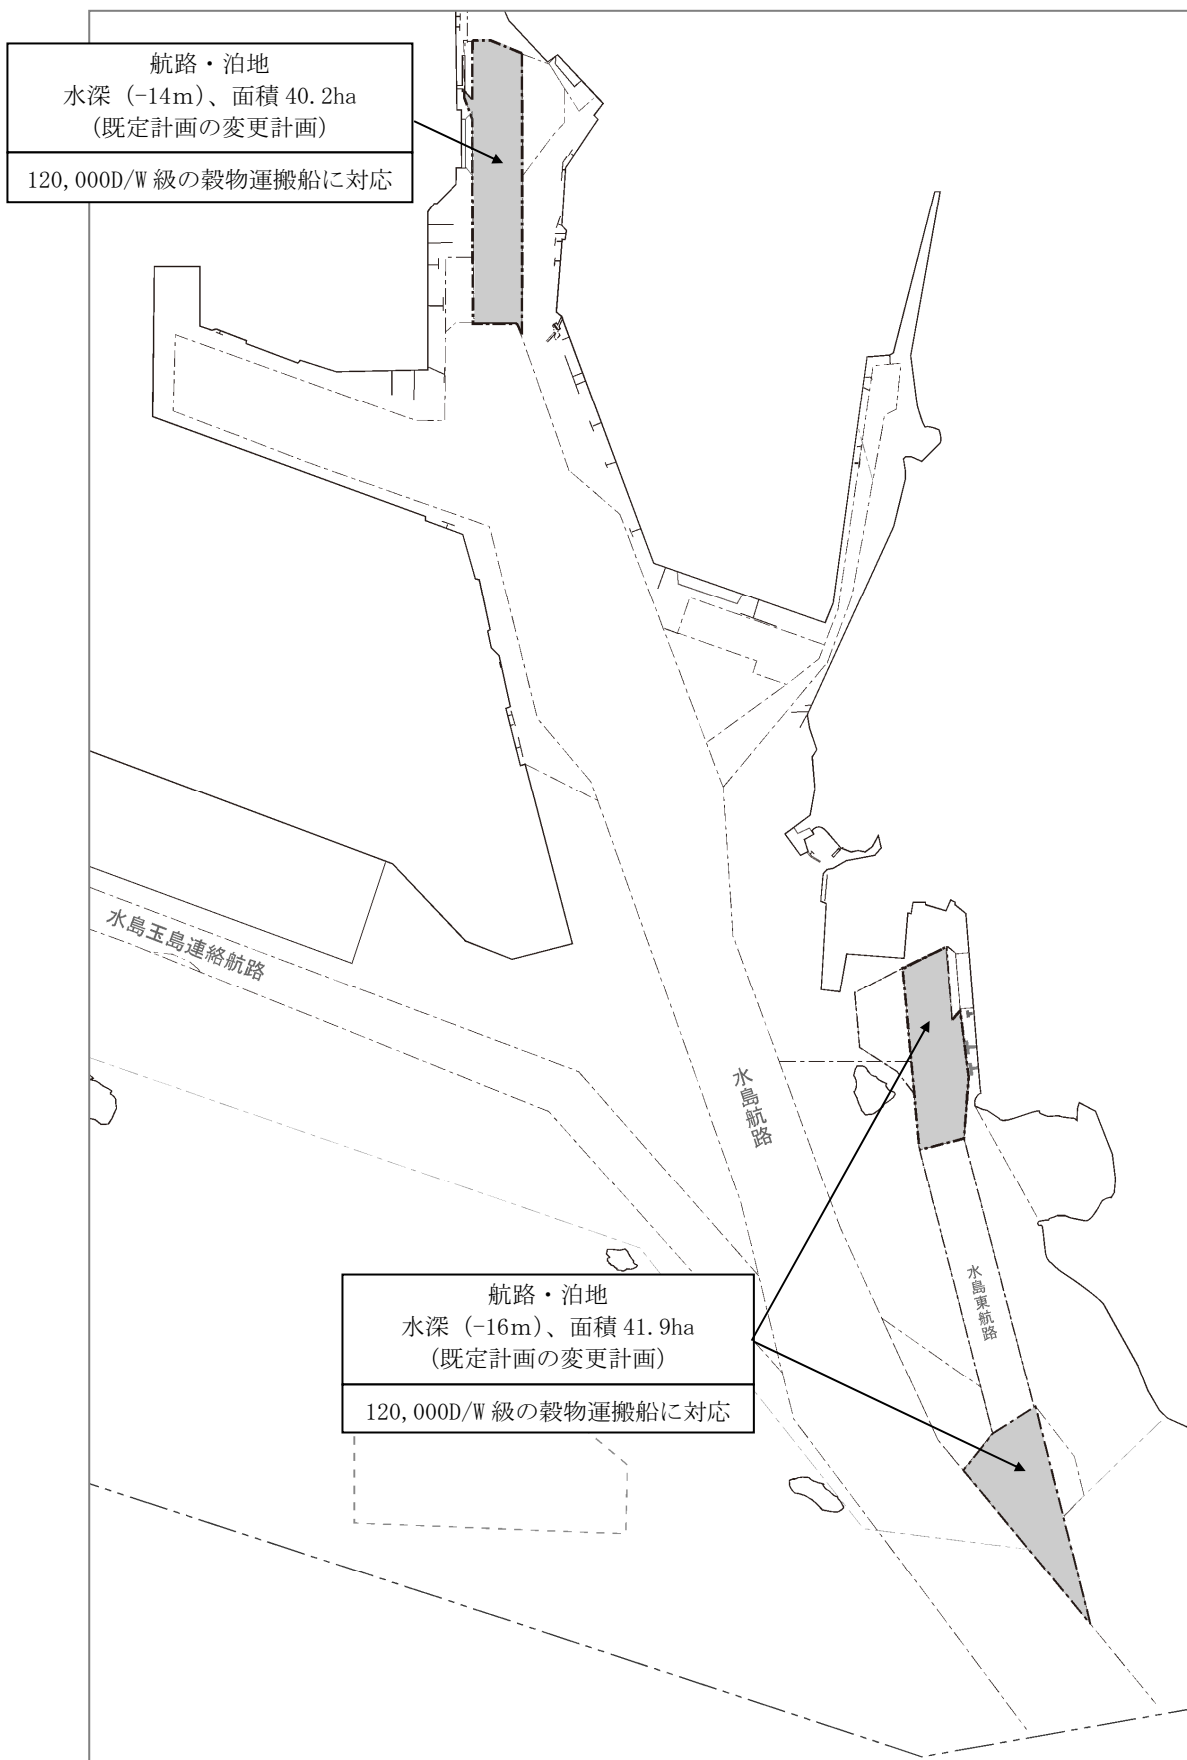 航路・泊地
水深（-14m）、面積 40.2ha
(既定計画の変更計画)
120,000D/W 級の穀物運搬船に対応
水島玉島連絡航路
水島航路
水島東航路
航路・泊地
水深（-16m）、面積 41.9ha
(既定計画の変更計画)
120,000D/W 級の穀物運搬船に対応